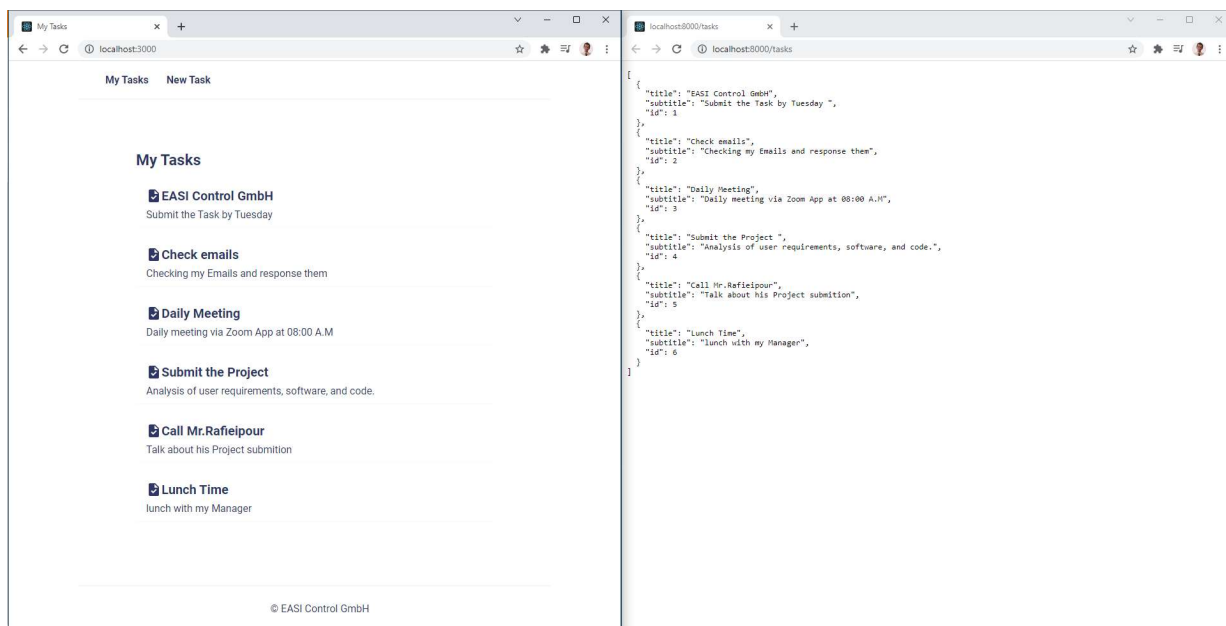 My Tasks
localhost:3000
My Tasks New Task
My Tasks
EASI Control GmbH
Submit the Task by Tuesday
Check emails
Checking my Emails and response them
Daily Meeting
Daily meeting via Zoom App at 08:00 A.M
Submit the Project
Analysis of user requirements, software, and code.
Call Mr.Rafieipour
Talk about his Project submition
Lunch Time
lunch with my Manager
© EASI Control GmbH
localhost:8000/tasks
localhost:8000/tasks
[
{
"title": "EASI Control GmbH",
"subtitle": "Submit the Task by Tuesday ",
"id": 1
},
{
"title": "Check emails",
"subtitle": "Checking my Emails and response them",
"id": 2
},
{
"title": "Daily Meeting",
"subtitle": "Daily meeting via Zoom App at 08:00 A.M",
"id": 3
},
{
"title": "Submit the Project ",
"subtitle": "Analysis of user requirements, software, and code.",
"id": 4
},
{
"title": "Call Mr.Rafieipour",
"subtitle": "Talk about his Project submition",
"id": 5
},
{
"title": "Lunch Time",
"subtitle": "lunch with my Manager",
"id": 6
}
]